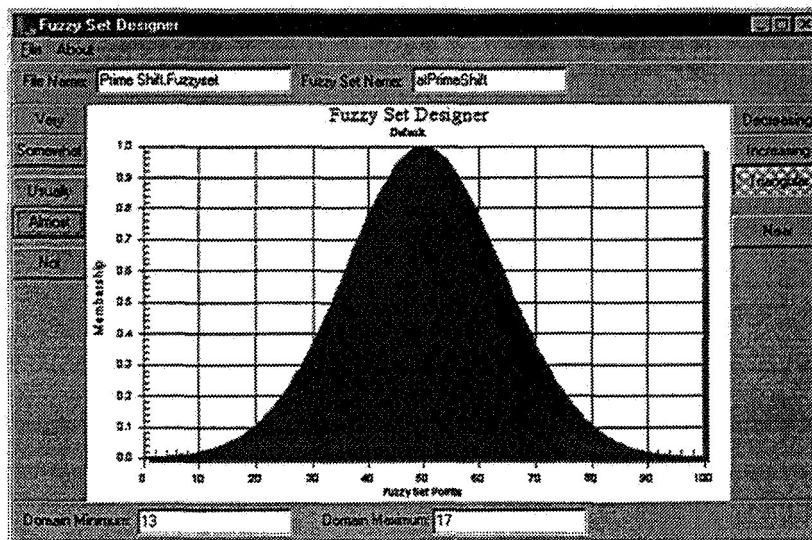 Fuzzy Set Designer
File About
File Name: Prime Shift.Fuzzyset Fuzzy Set Name: atPrimeShift
Very
Somewhat
Usually
Almost
Not
Fuzzy Set Designer
Default
Decreasing
Increasing
Triangular
New
Membership
1.0
0.9
0.8
0.7
0.6
0.5
0.4
0.3
0.2
0.1
0.0
0 10 20 30 40 50 60 70 80 90 100
Fuzzy Set Points
Domain Minimum: 13 Domain Maximum: 17